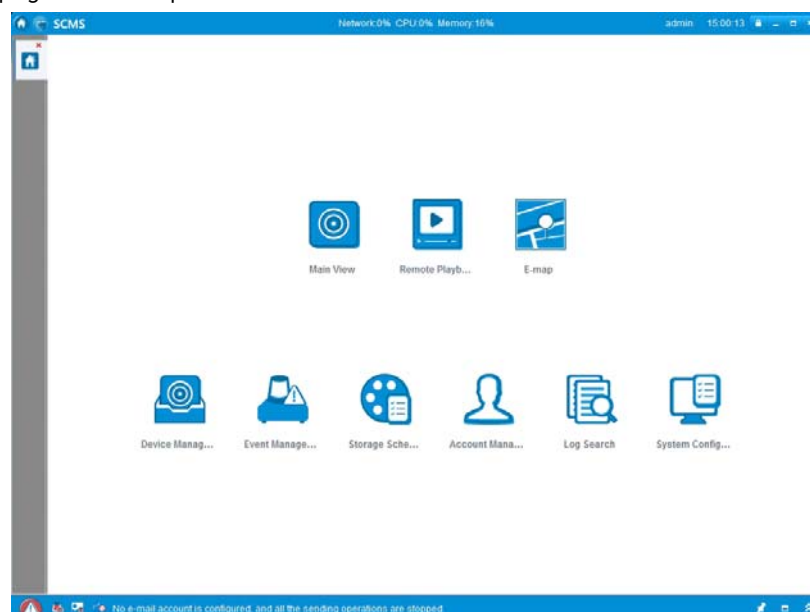 SCMS Network:0% CPU:0% Memory:16% admin 15:00:13
Main View Remote Playb... E-map
Device Manag... Event Manage... Storage Sche... Account Mana... Log Search System Config...
No e-mail account is configured, and all the sending operations are stopped.